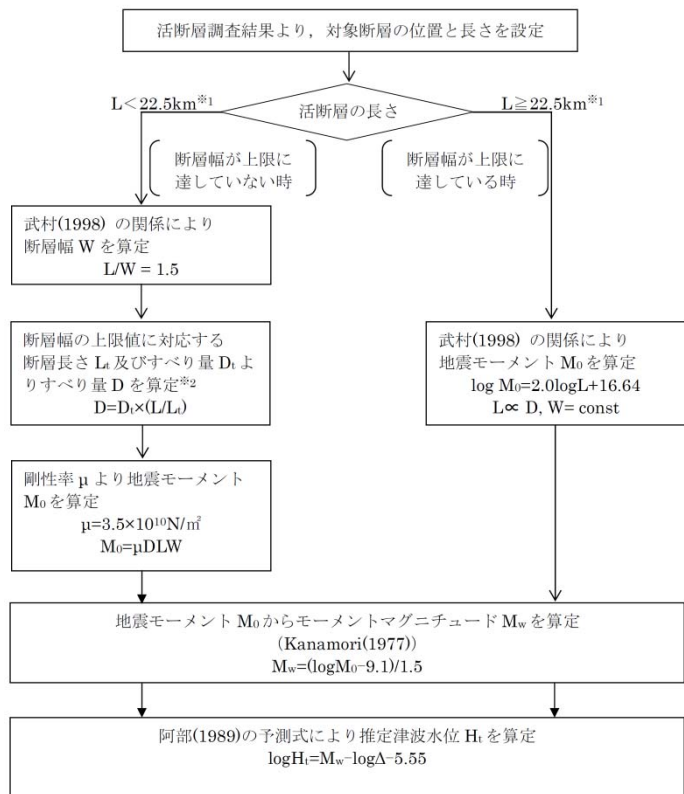 活断層調査結果より，対象断層の位置と長さを設定
L＜22.5km※1
活断層の長さ
L≧22.5km※1
断層幅が上限に
達していない時
断層幅が上限に
達している時
武村(1998) の関係により
断層幅 W を算定
L/W = 1.5
断層幅の上限値に対応する
断層長さ Lt 及びすべり量 Dt よ
りすべり量 D を算定※2
D=Dt×(L/Lt)
剛性率 μ より地震モーメント
M0 を算定
μ=3.5×10¹⁰N/㎡
M0=μDLW
武村(1998) の関係により
地震モーメント M0 を算定
log M0=2.0logL+16.64
L∝ D, W= const
地震モーメント M0 からモーメントマグニチュード Mw を算定
（Kanamori(1977)）
Mw=(logM0-9.1)/1.5
阿部(1989)の予測式により推定津波水位 Ht を算定
logHt=Mw-logΔ-5.55